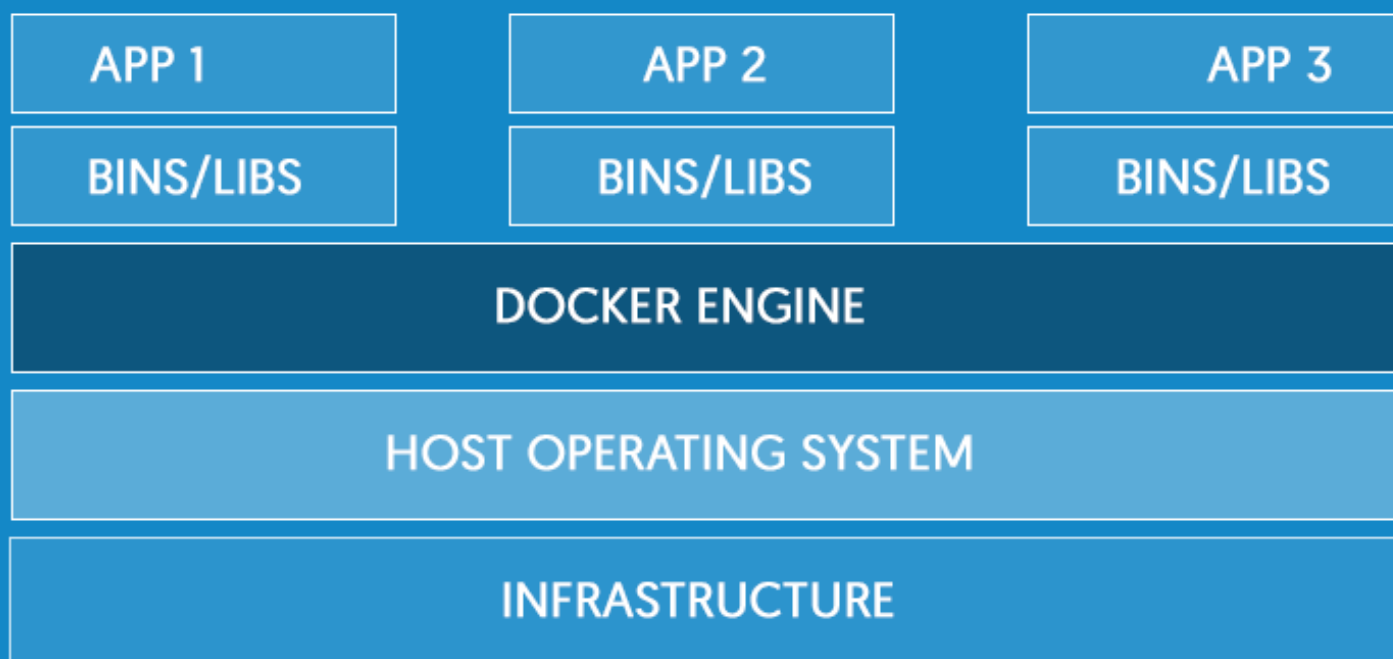 APP 1
APP 2
APP 3
BINS/LIBS
BINS/LIBS
BINS/LIBS
DOCKER ENGINE
HOST OPERATING SYSTEM
INFRASTRUCTURE